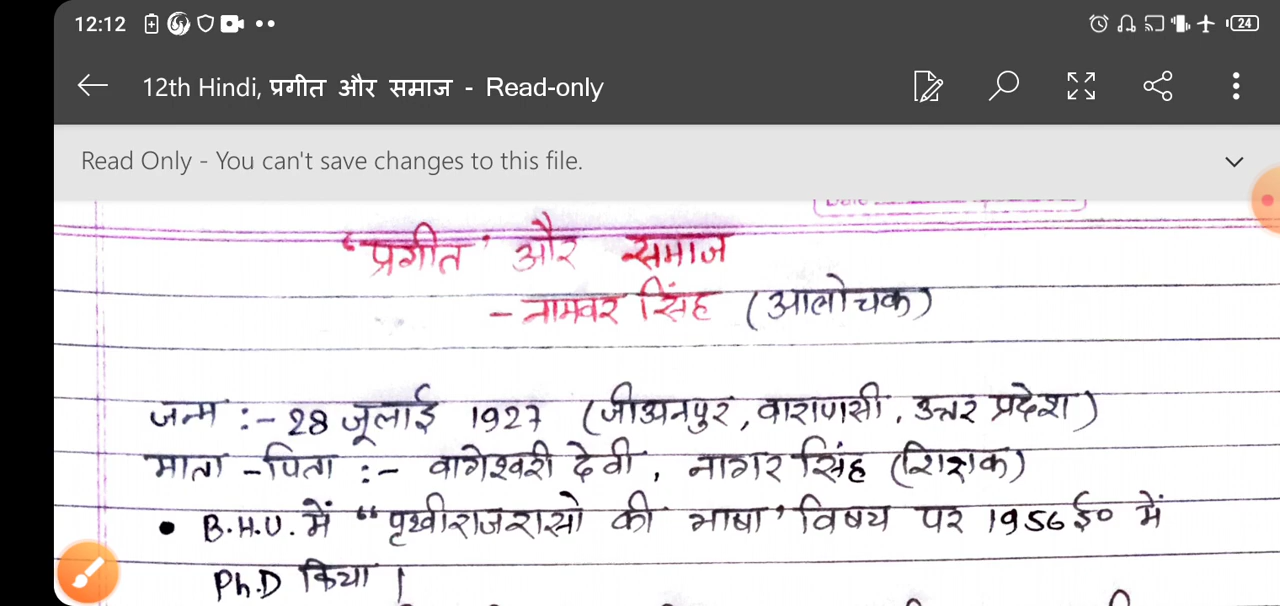 12:12
24
12th Hindi, प्रगीत और समाज - Read-only
Read Only - You can't save changes to this file.
'प्रगीत' और समाज
- नामवर सिंह (आलोचक)
जन्म :- 28 जूलाई 1927 (जीअनपुर, वाराणसी, उत्तर प्रदेश)
माता - पिता :- वागेश्वरी देवी, नागर सिंह (शिक्षक)
• B.H.U. में "पृथ्वीराजरासो की भाषा' विषय पर 1956 ई० में
Ph.D किया।